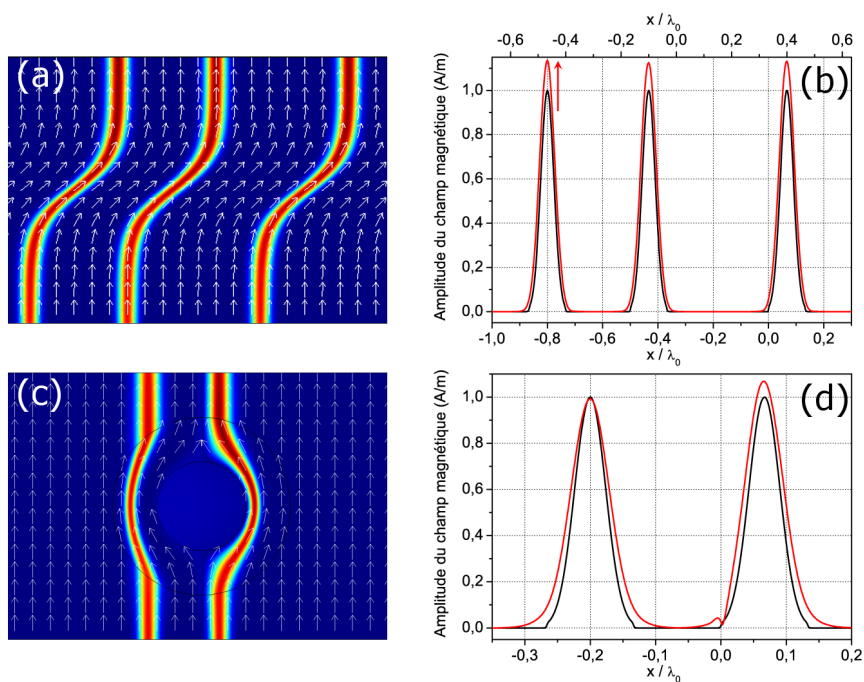 (a)
x / λ₀
-0,6 -0,4 -0,2 0,0 0,2 0,4 0,6
(b)
Amplitude du champ magnétique (A/m)
1,0
0,8
0,6
0,4
0,2
0,0
-1,0 -0,8 -0,6 -0,4 -0,2 0,0 0,2
x / λ₀
(c)
(d)
Amplitude du champ magnétique (A/m)
1,0
0,8
0,6
0,4
0,2
0,0
-0,3 -0,2 -0,1 0,0 0,1 0,2
x / λ₀